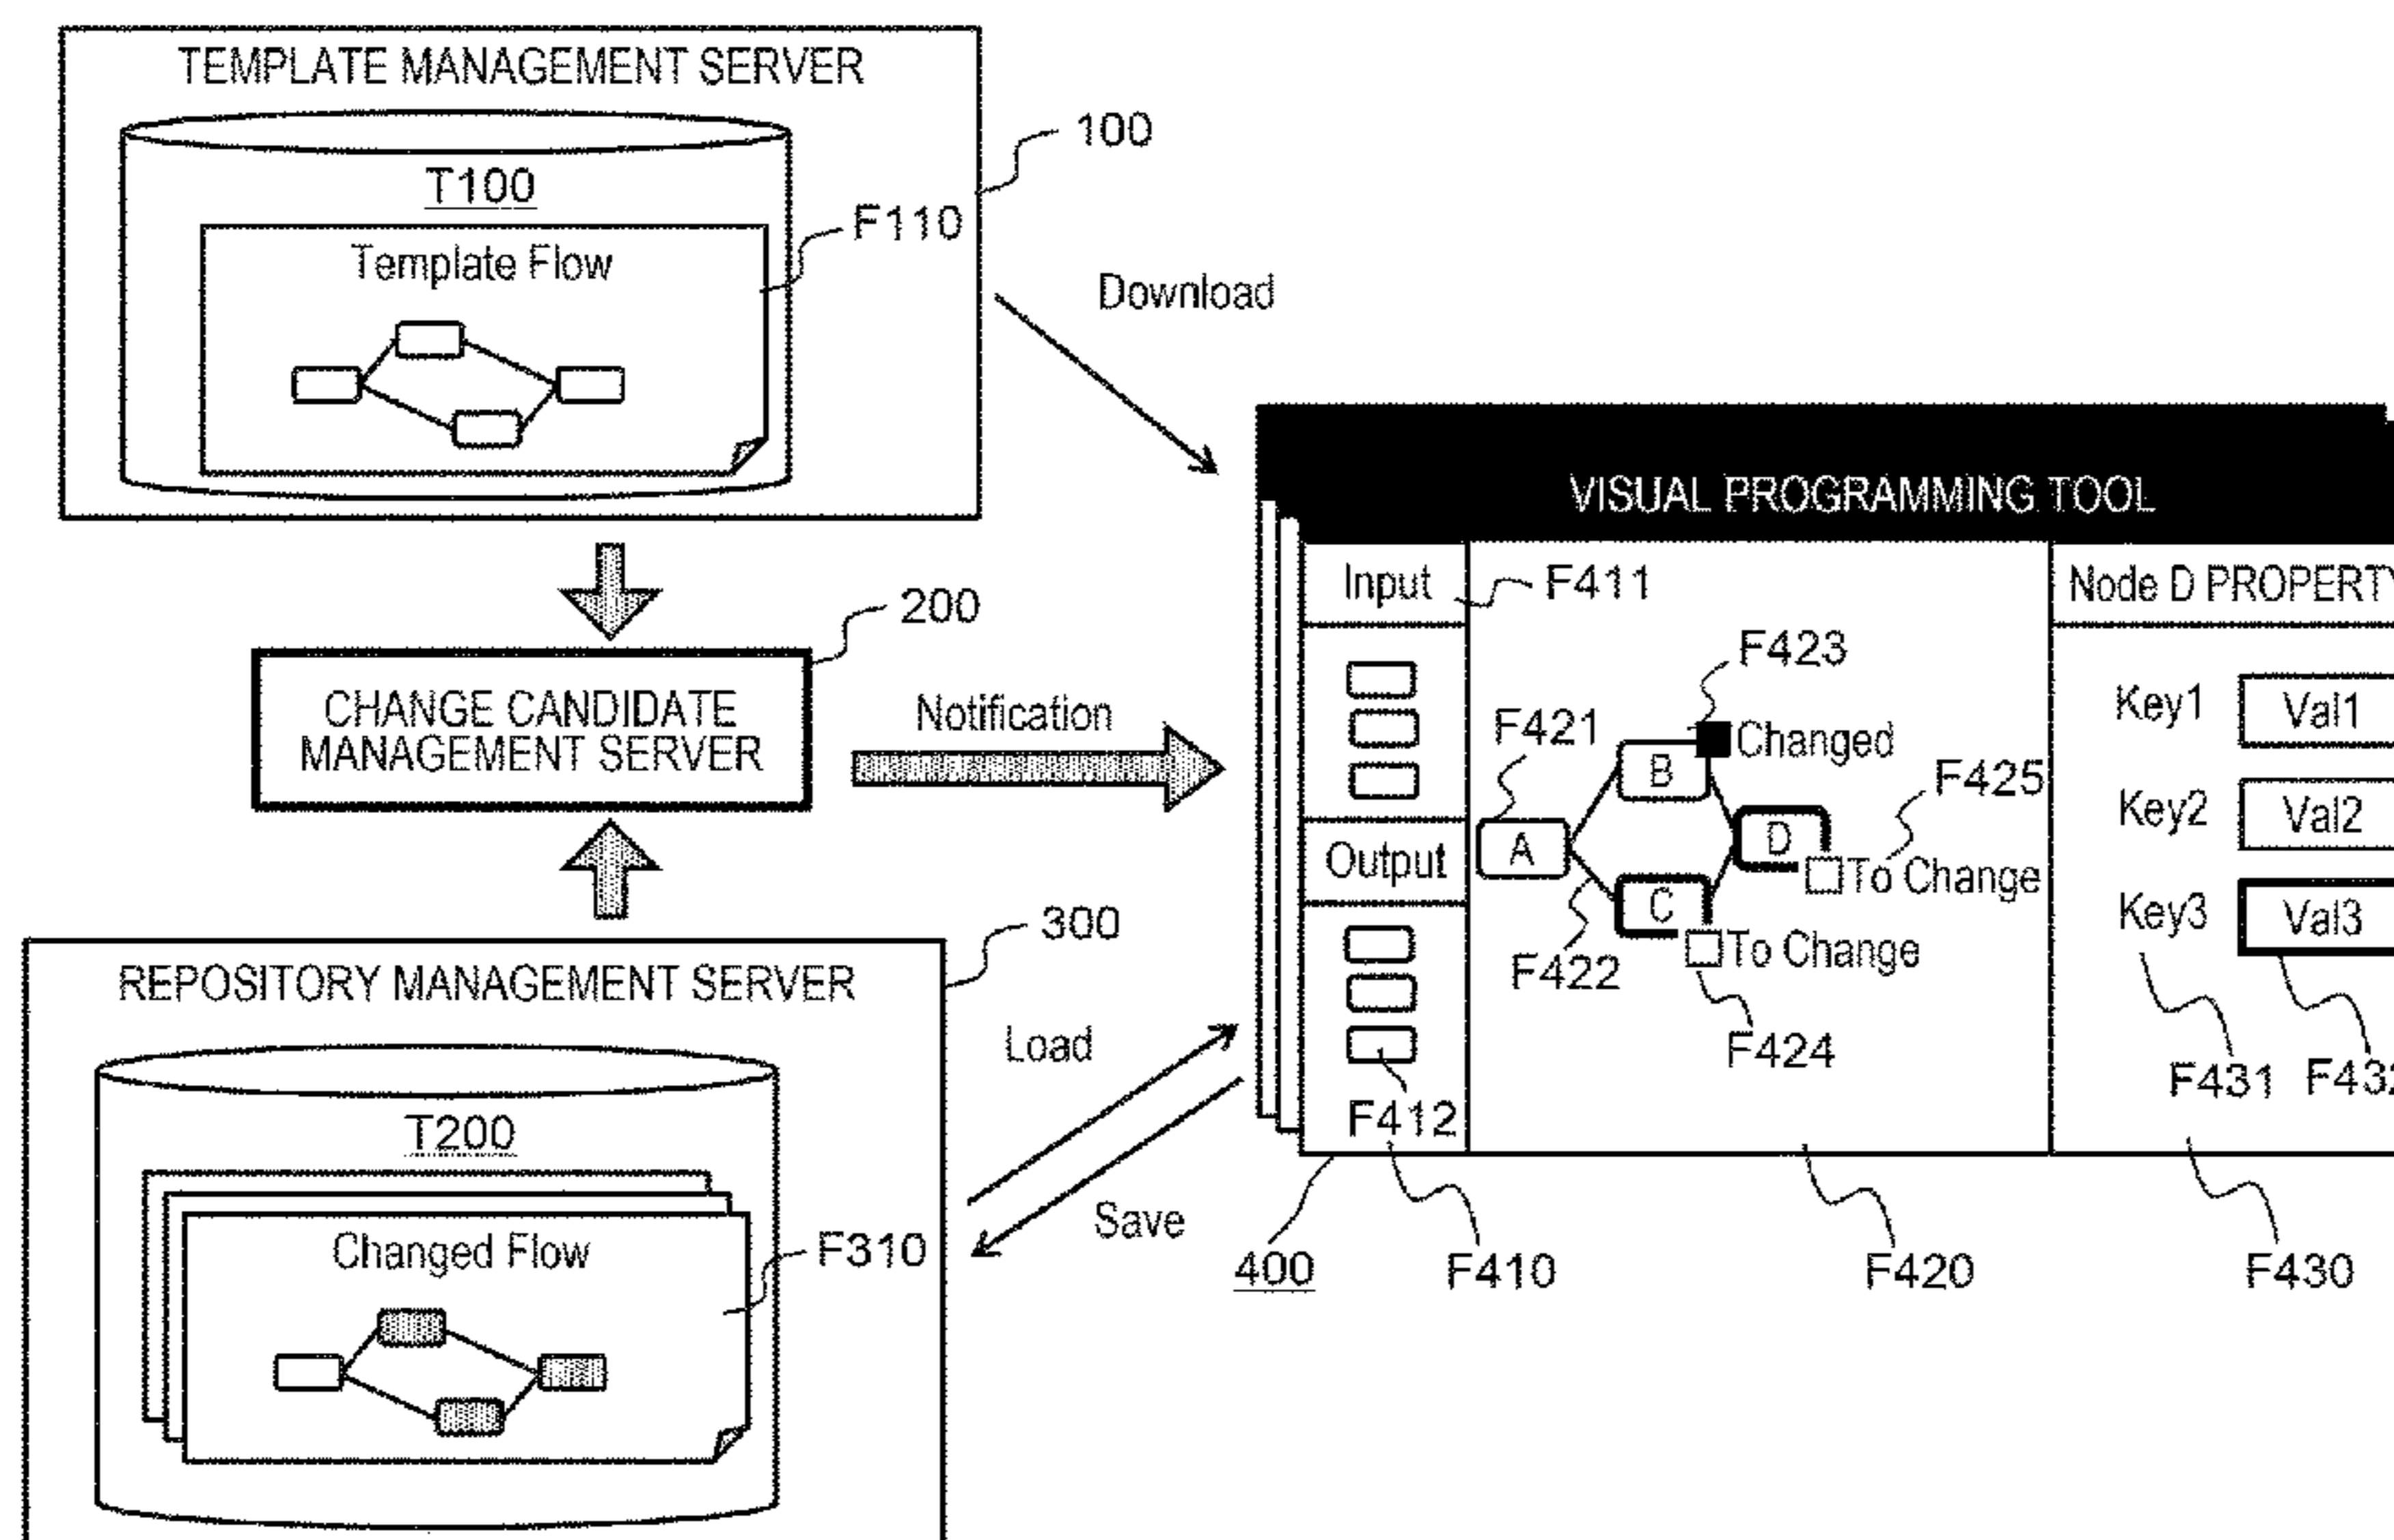 TEMPLATE MANAGEMENT SERVER
100
T100
F110
Template Flow
Download
200
CHANGE CANDIDATE
MANAGEMENT SERVER
Notification
300
REPOSITORY MANAGEMENT SERVER
T200
Changed Flow
F310
Load
Save
VISUAL PROGRAMMING TOOL
Input
F411
Output
F412
F421
F422
F423
Changed
F425
A
B
C
D
To Change
To Change
F424
Node D PROPERTY
Key1
Val1
Key2
Val2
Key3
Val3
F431
F432
400
F410
F420
F430